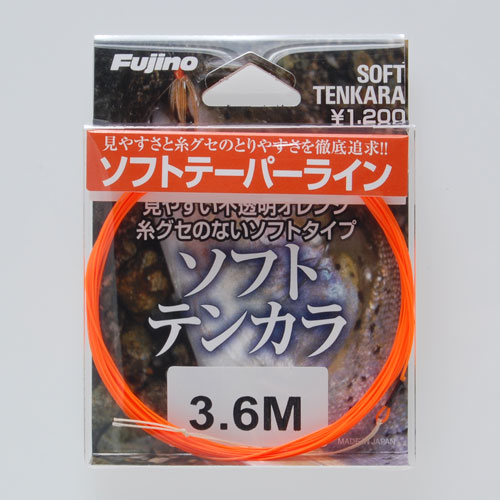 Fujino
SOFT
TENKARA
¥1,200
見やすさと糸グセのとりやすさを徹底追求!!
ソフトテーパーライン
見やすい不透明オレンジ
糸グセのないソフトタイプ
ソフト
テンカラ
3.6M
MADE IN JAPAN